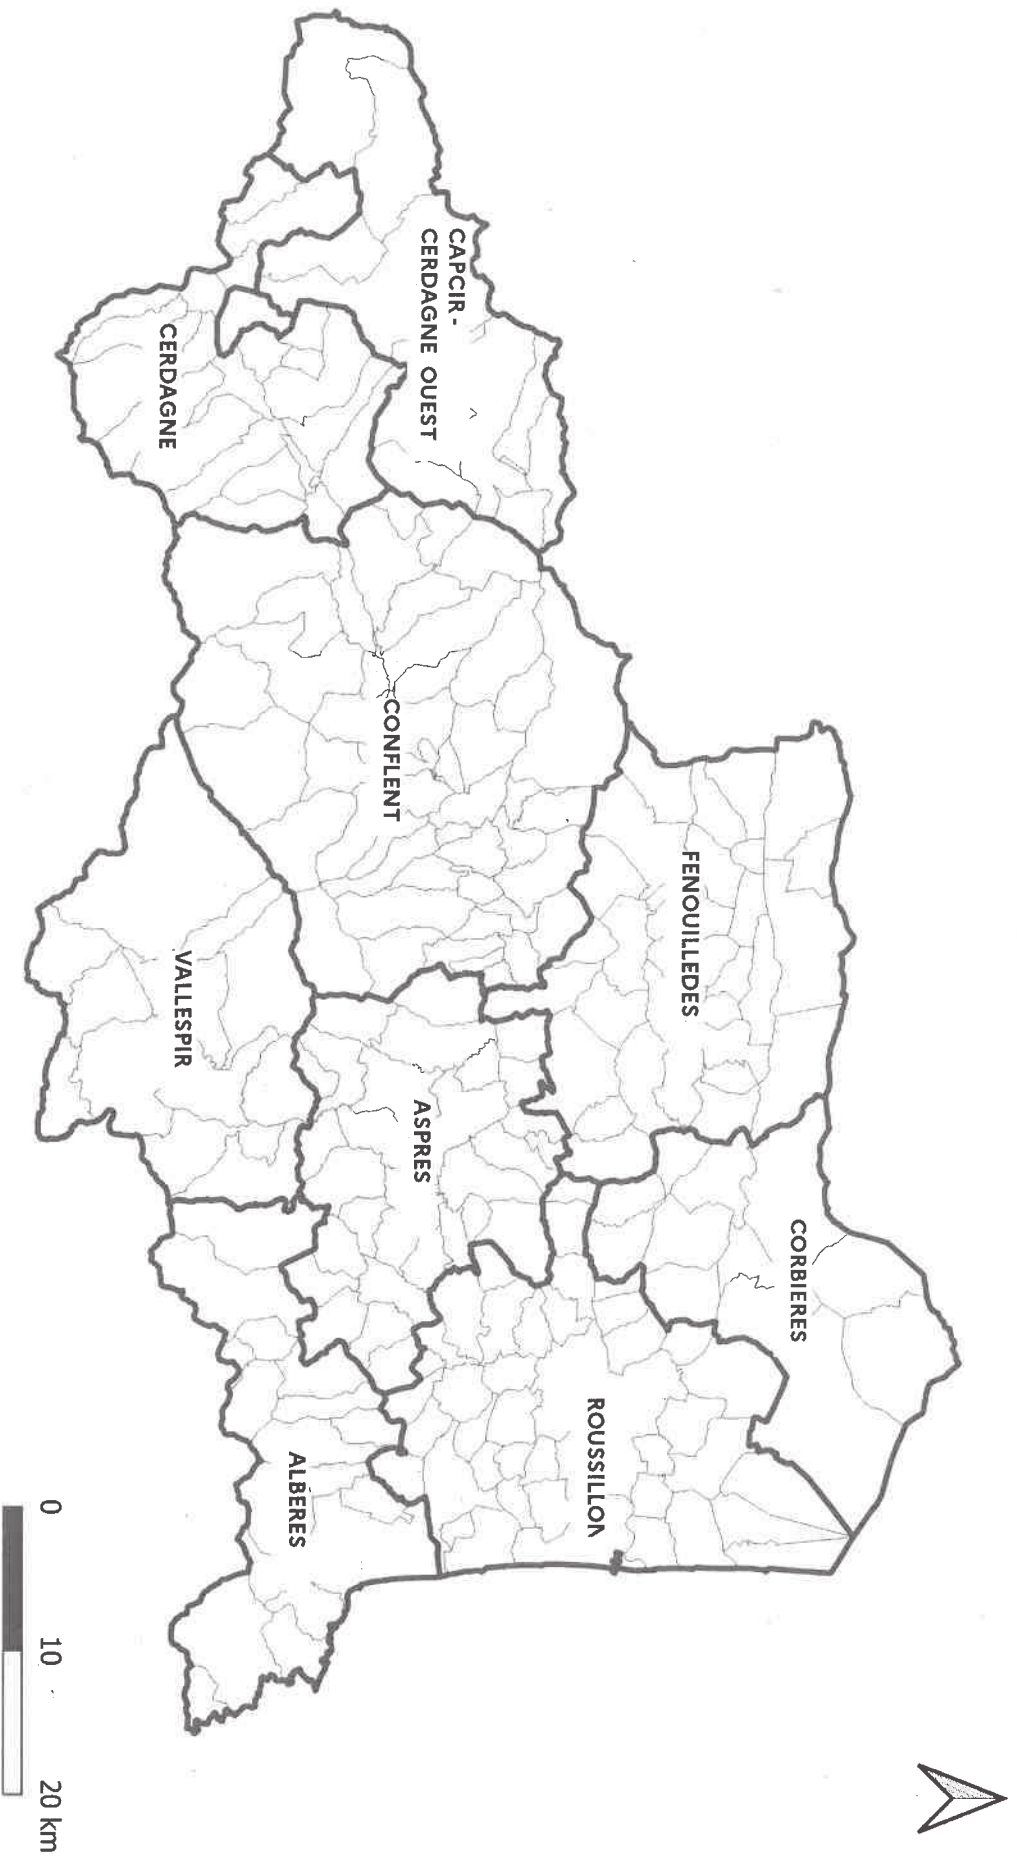 CORBIERES
FENOUILLEDES
ROUSSILLON
CAPCIR -
CERDAGNE OUEST
CONFLENT
ASPRES
ALBERES
VALLESPIR
CERDAGNE
0 10 20 km